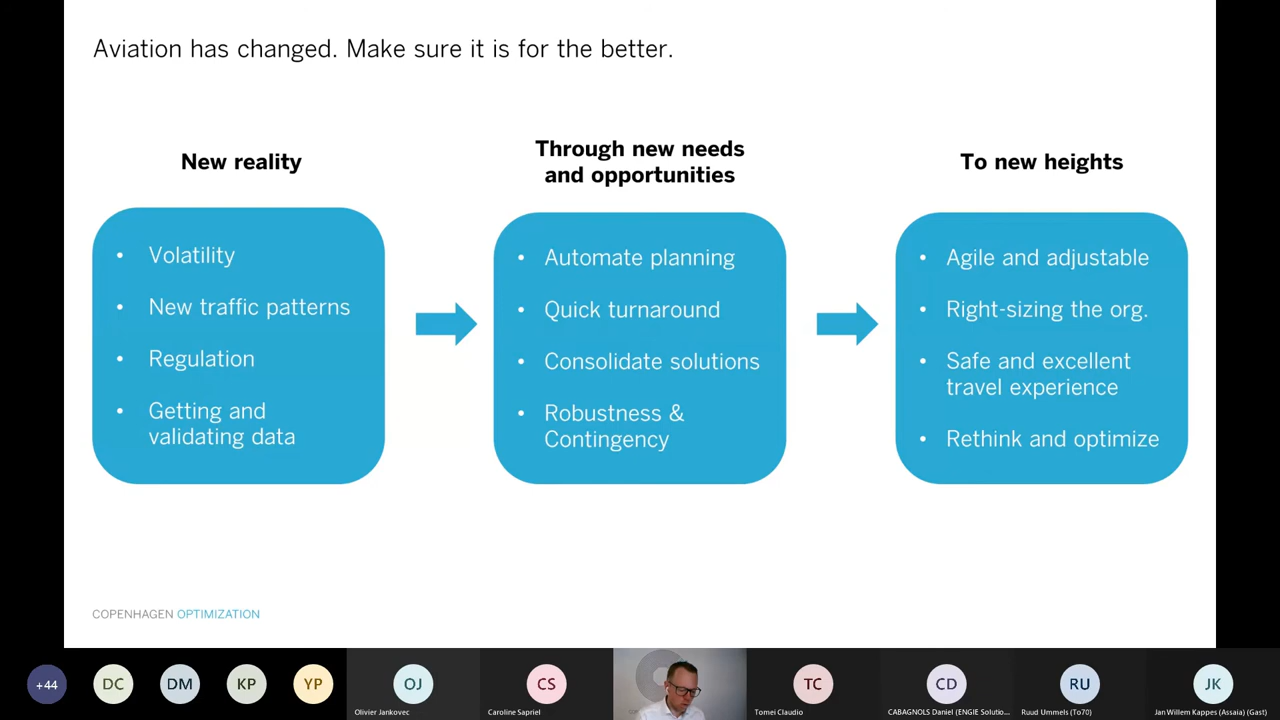 Aviation has changed. Make sure it is for the better.
New reality
• Volatility
• New traffic patterns
• Regulation
• Getting and
validating data
Through new needs
and opportunities
• Automate planning
• Quick turnaround
• Consolidate solutions
• Robustness &
Contingency
To new heights
• Agile and adjustable
• Right-sizing the org.
• Safe and excellent
travel experience
• Rethink and optimize
COPENHAGEN OPTIMIZATION
+44
DC
DM
KP
YP
OJ
Olivier Jankovec
CS
Caroline Sapriel
TC
Tomei Claudio
CD
CABAGNOLS Daniel (ENGIE Solutio...
RU
Ruud Ummels (To70)
JK
Jan Willem Kappes (Assaia) (Gast)